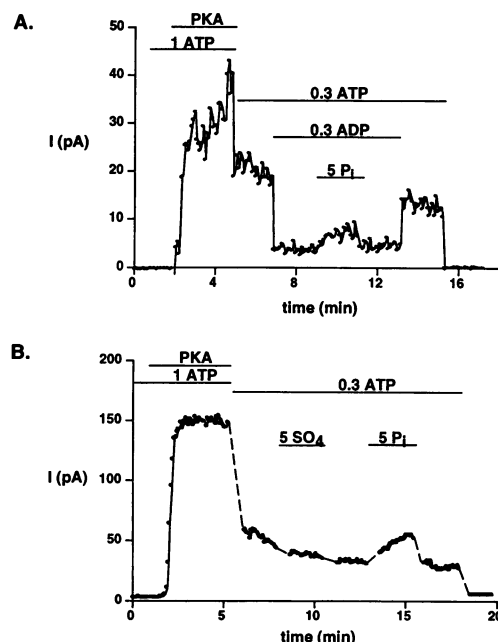 A.
PKA
1 ATP
0.3 ATP
0.3 ADP
5 Pi
I (pA)
50
40
30
20
10
0
0 4 8 12 16
time (min)
B.
PKA
1 ATP
0.3 ATP
5 SO4
5 Pi
I (pA)
200
150
100
50
0
0 5 10 15 20
time (min)